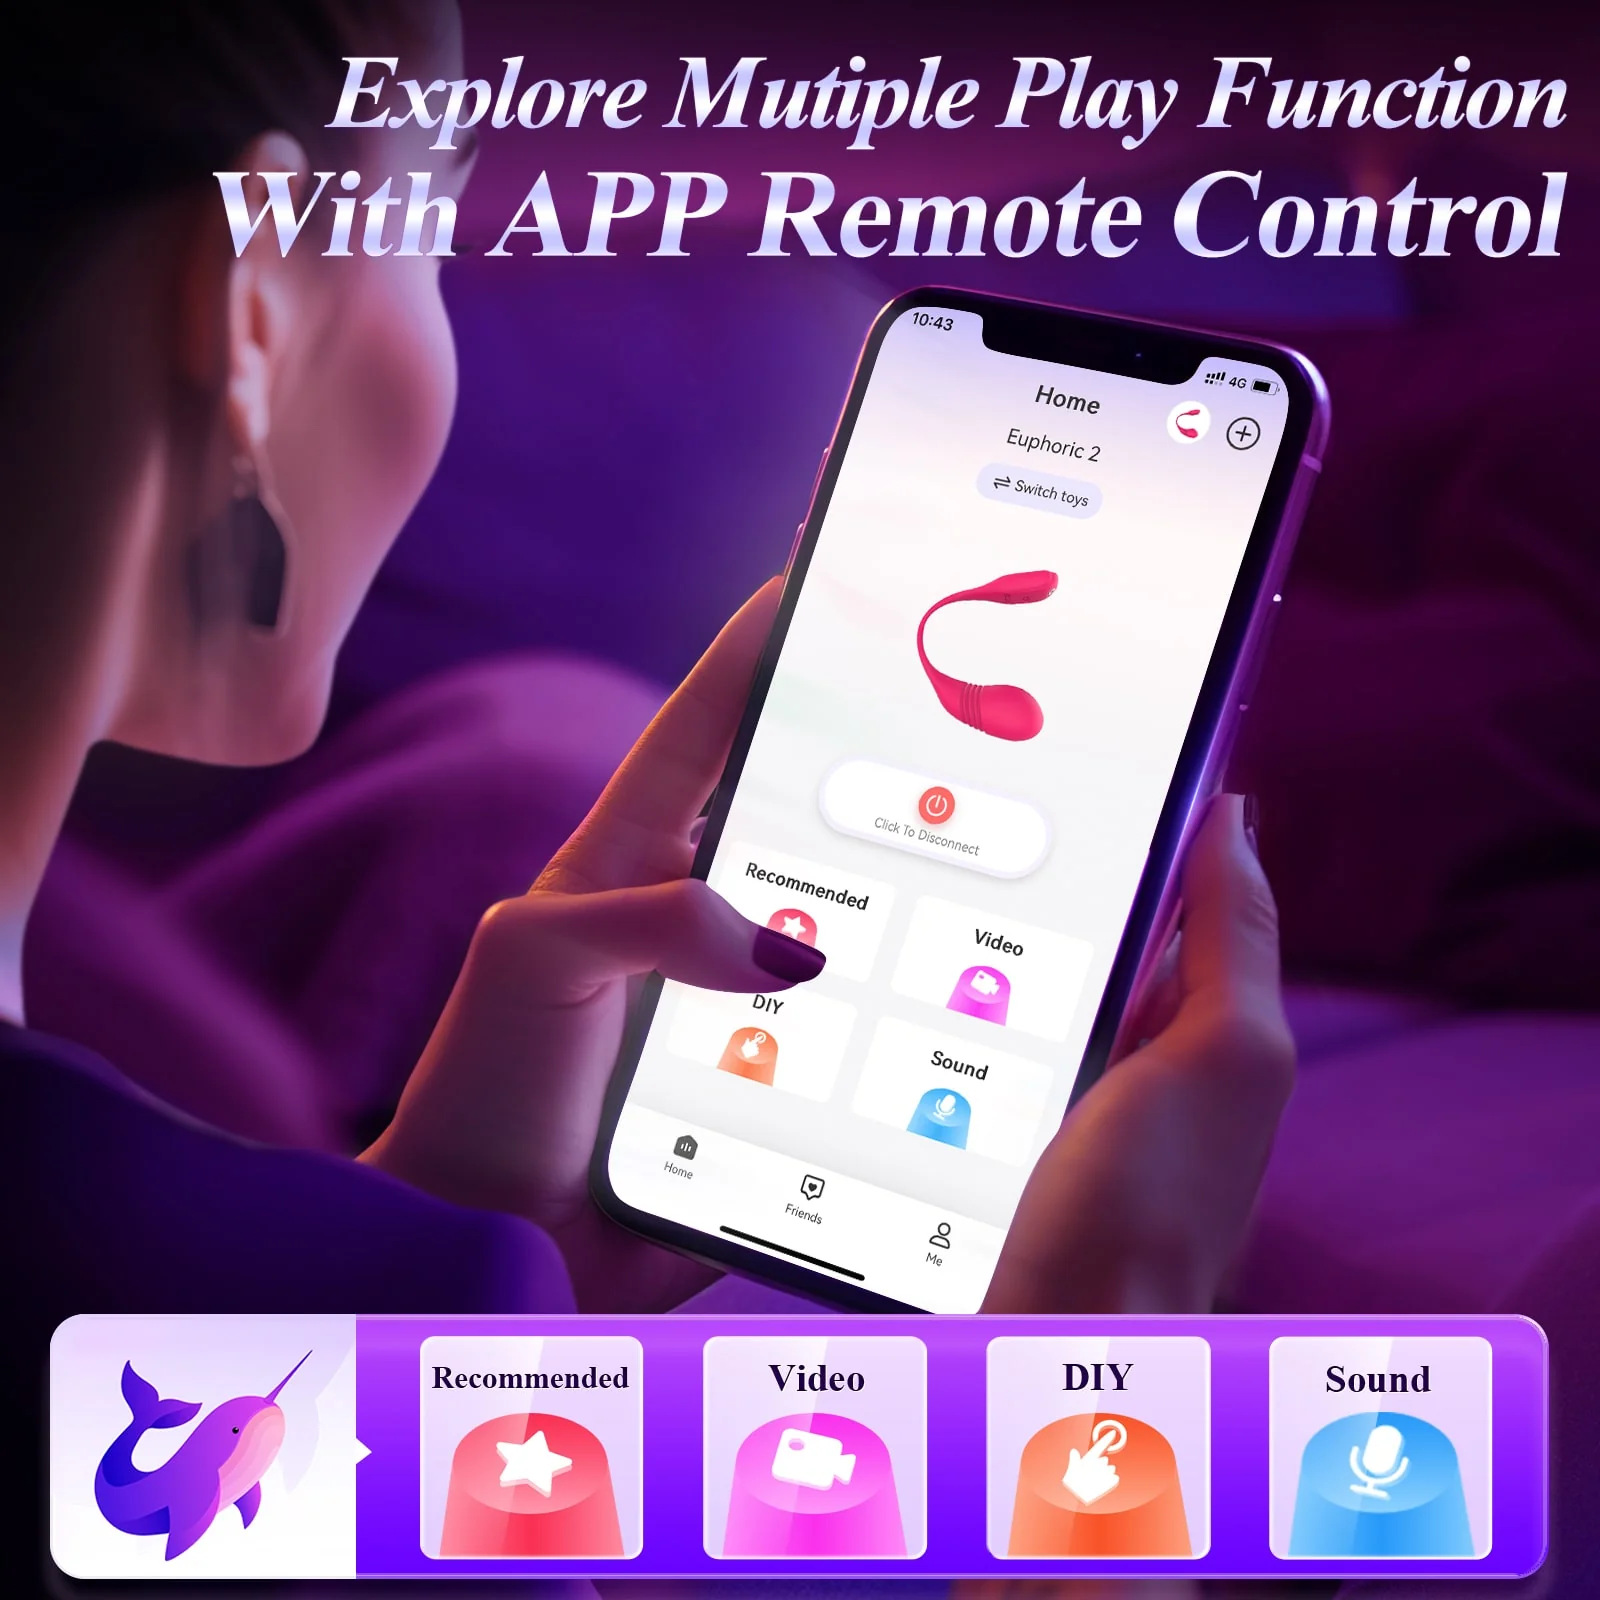 Explore Mutiple Play Function
With APP Remote Control
10:43
4G
Home
Euphoric 2
Switch toys
Click To Disconnect
Recommended
Video
DIY
Sound
Home
Friends
Me
Recommended
Video
DIY
Sound